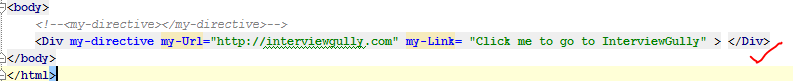 <body>
<!--<my-directive></my-directive>-->
<Div my-directive my-Url="http://interviewgully.com" my-Link= "Click me to go to InterviewGully" > </Div>
</body>
</html>